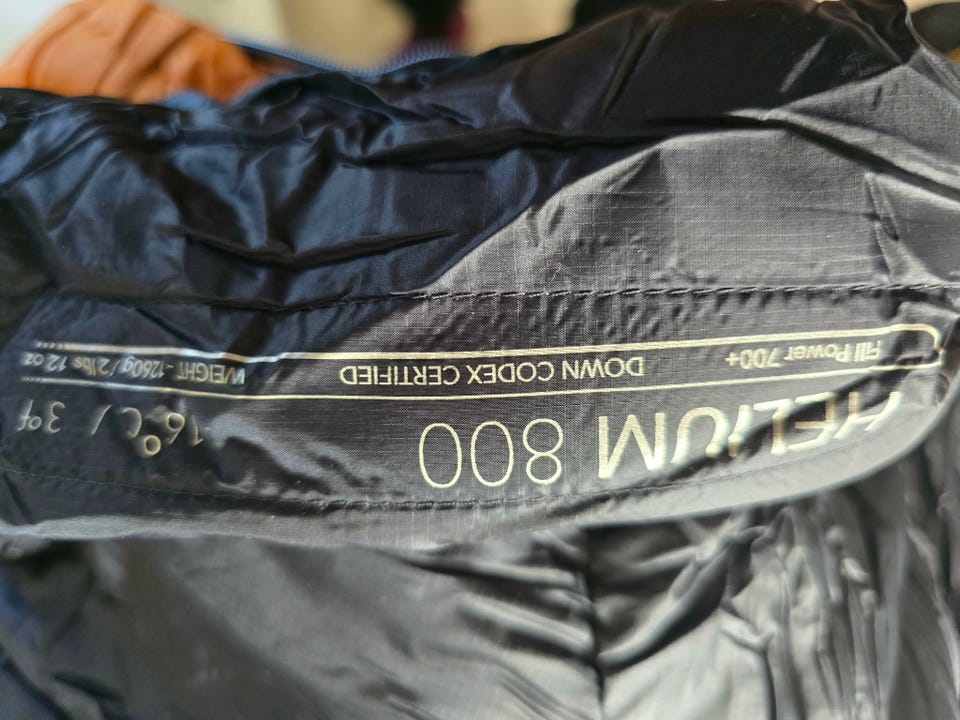 HELIUM 800 16°C / 3°F
Fill Power 700+ DOWN CODEX CERTIFIED WEIGHT - 1260g / 2lbs 12 oz